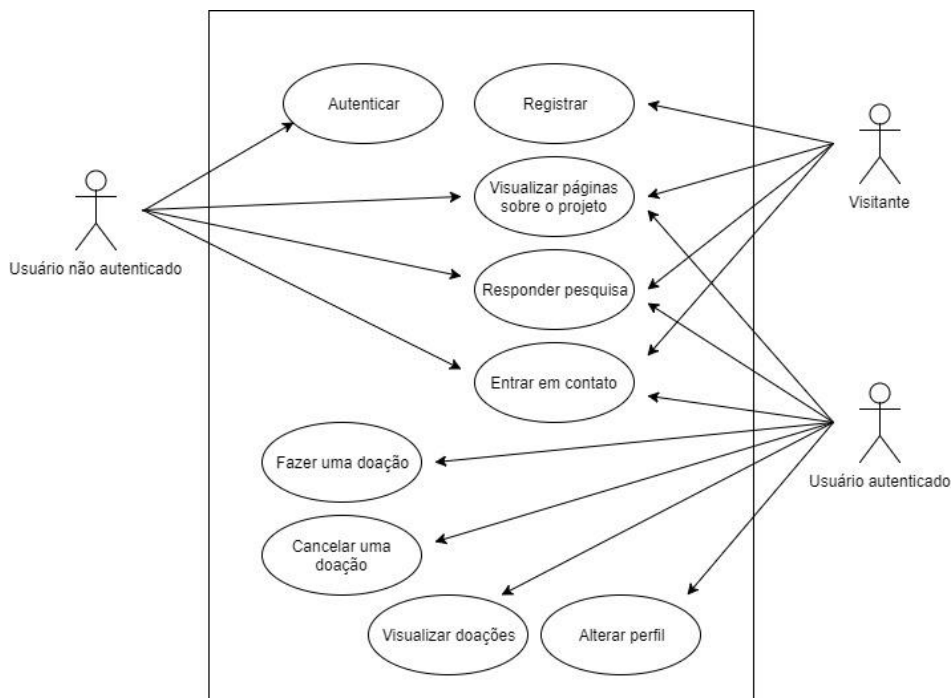 Autenticar
Registrar
Visualizar páginas
sobre o projeto
Visitante
Usuário não autenticado
Responder pesquisa
Entrar em contato
Fazer uma doação
Usuário autenticado
Cancelar uma
doação
Visualizar doações
Alterar perfil